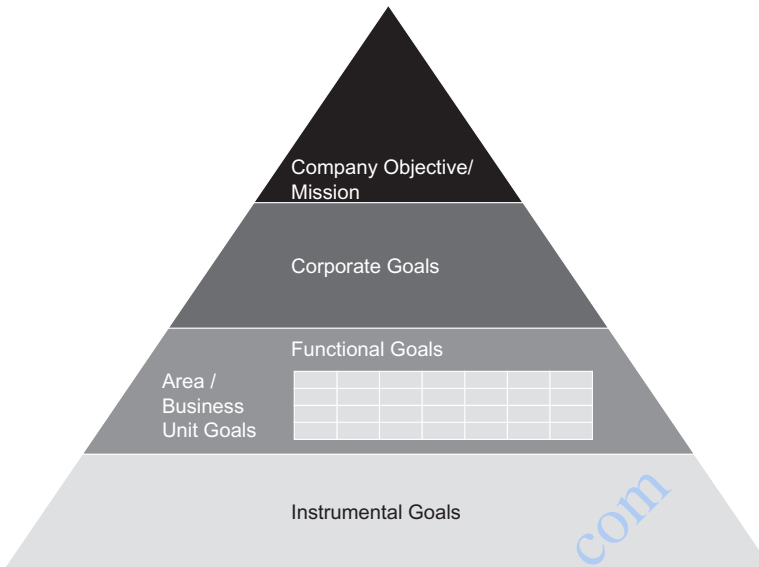 Company Objective/
Mission
Corporate Goals
Functional Goals
Area /
Business
Unit Goals
Instrumental Goals
com